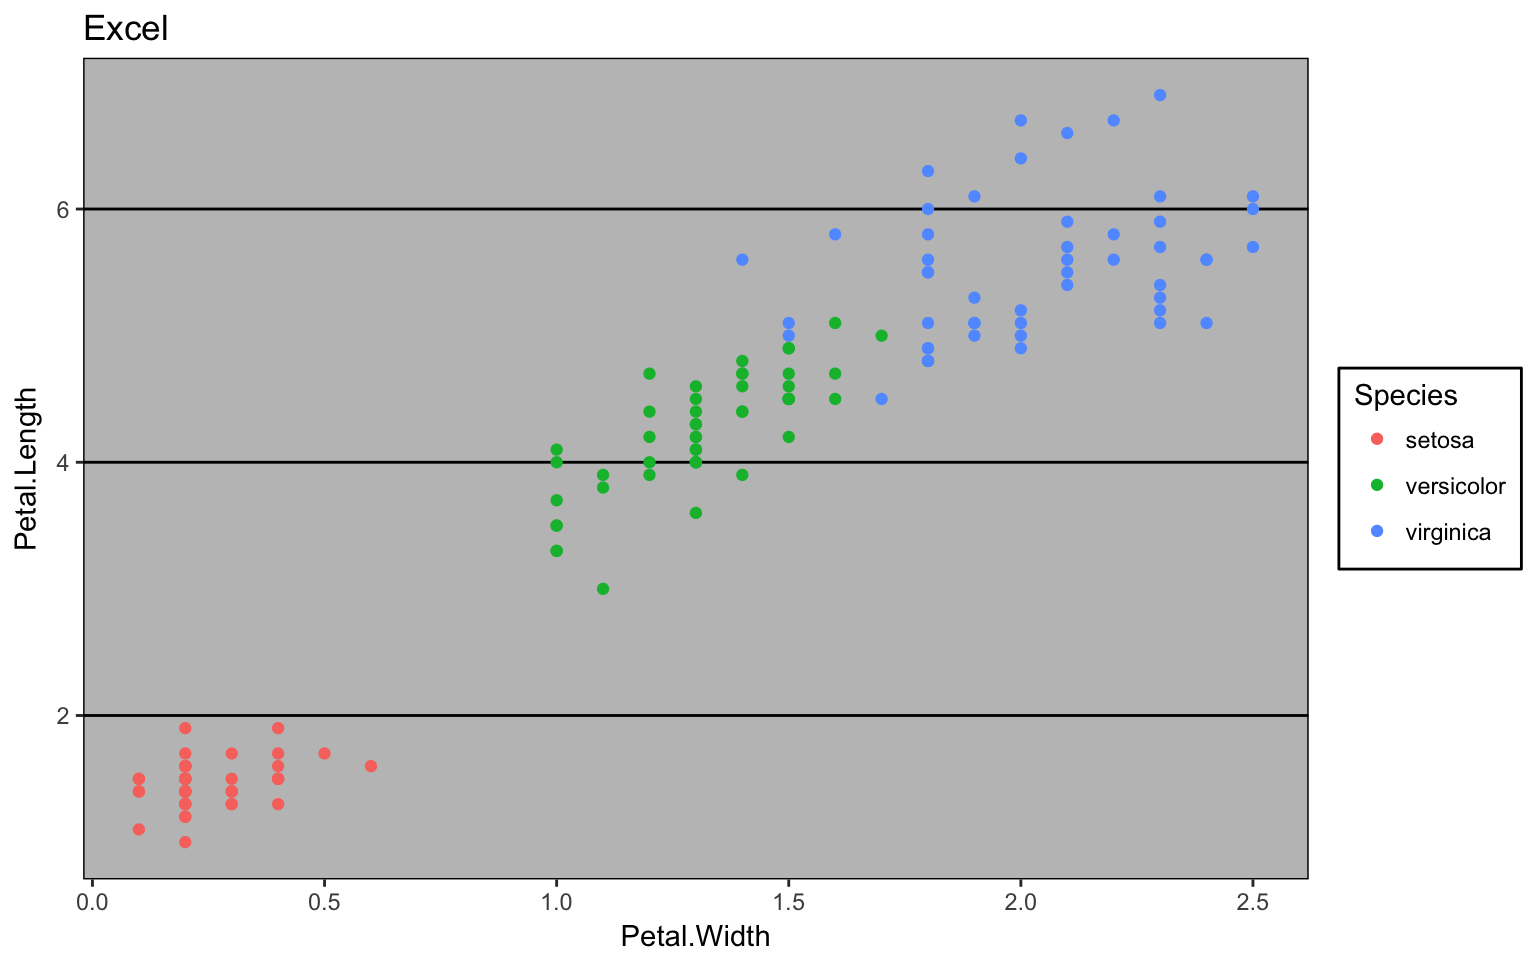 Excel
Petal.Length
6
4
2
0.0 0.5 1.0 1.5 2.0 2.5
Petal.Width
Species
setosa
versicolor
virginica